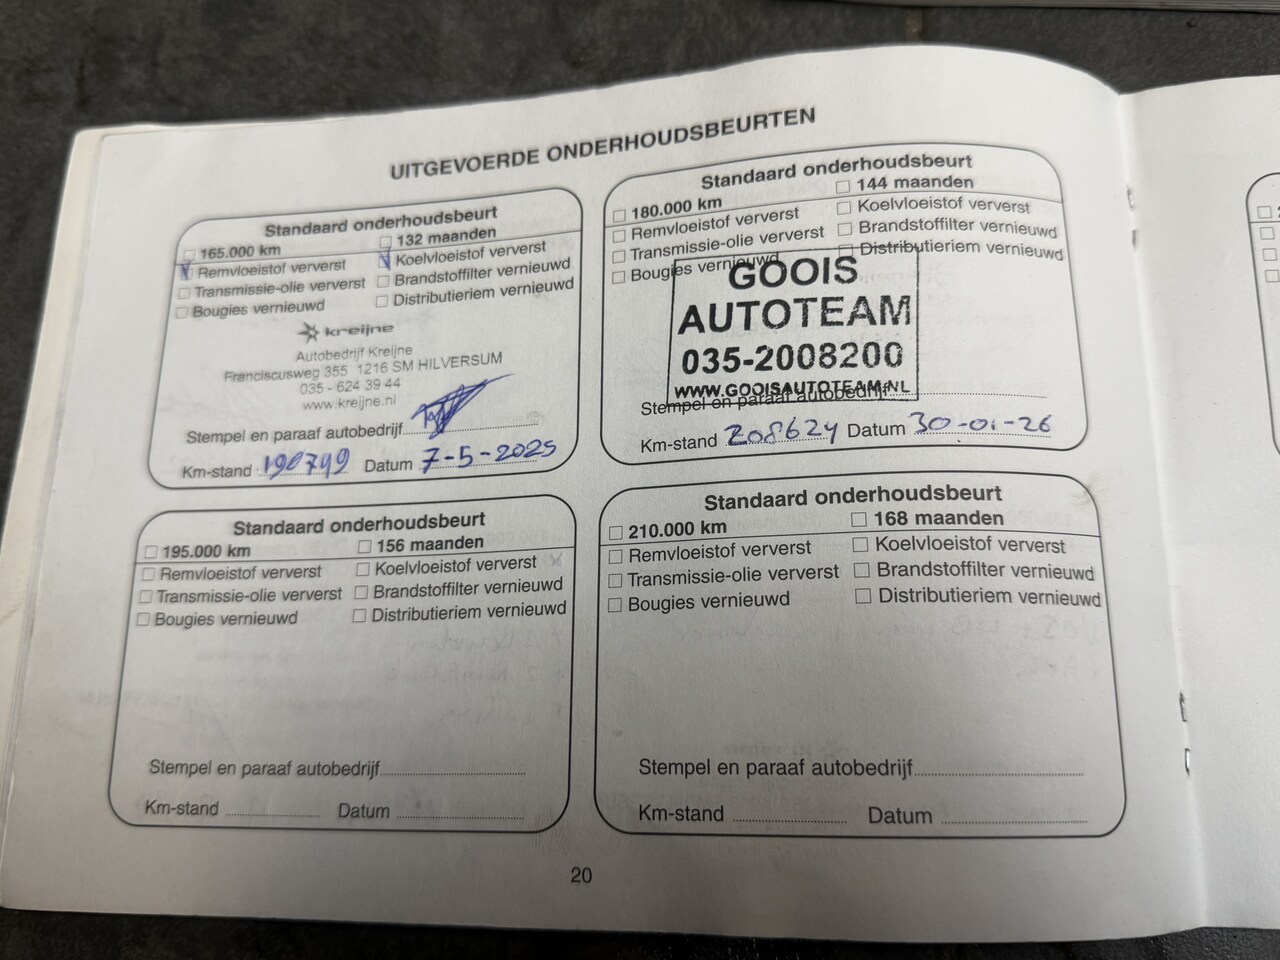 UITGEVOERDE ONDERHOUDSBEURTEN
Standaard onderhoudsbeurt
165.000 km 132 maanden
Remvloeistof ververst Koelvloeistof ververst
Transmissie-olie ververst Brandstoffilter vernieuwd
Bougies vernieuwd Distributieriem vernieuwd
kreijne
Autobedrijf Kreijne
Franciscusweg 355 1216 SM HILVERSUM
035 - 624 39 44
www.kreijne.nl
Stempel en paraaf autobedrijf
Km-stand 190749 Datum 7-5-2025
Standaard onderhoudsbeurt
180.000 km 144 maanden
Remvloeistof ververst Koelvloeistof ververst
Transmissie-olie ververst Brandstoffilter vernieuwd
Bougies vernieuwd Distributieriem vernieuwd
GOOIS
AUTOTEAM
035-2008200
WWW.GOOISAUTOTEAM.NL
Stempel en paraaf autobedrijf
Km-stand 208624 Datum 30-01-26
Standaard onderhoudsbeurt
195.000 km 156 maanden
Remvloeistof ververst Koelvloeistof ververst
Transmissie-olie ververst Brandstoffilter vernieuwd
Bougies vernieuwd Distributieriem vernieuwd
Stempel en paraaf autobedrijf
Km-stand Datum
Standaard onderhoudsbeurt
210.000 km 168 maanden
Remvloeistof ververst Koelvloeistof ververst
Transmissie-olie ververst Brandstoffilter vernieuwd
Bougies vernieuwd Distributieriem vernieuwd
Stempel en paraaf autobedrijf
Km-stand Datum
20